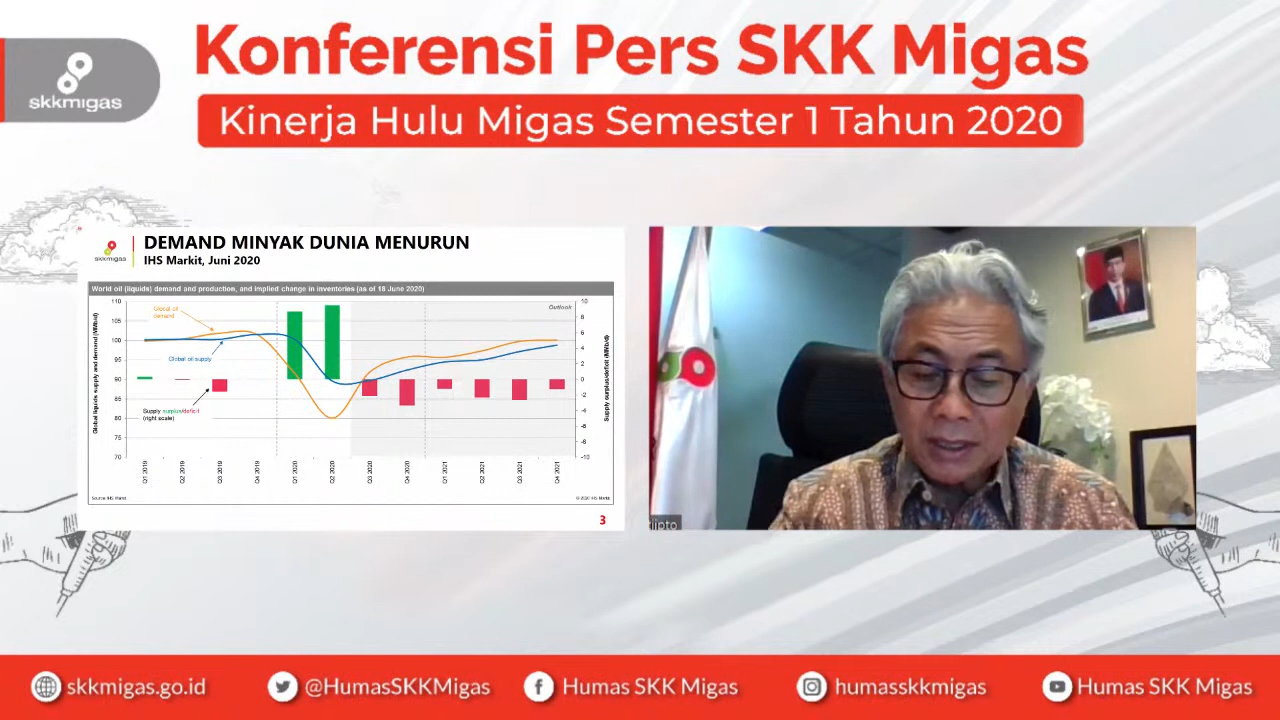 Konferensi Pers SKK Migas
skkmigas
Kinerja Hulu Migas Semester 1 Tahun 2020
DEMAND MINYAK DUNIA MENURUN
skkmigas
IHS Markit, Juni 2020
World oil (liquids) demand and production, and implied change in inventories (as of 18 June 2020)
Global liquids supply and demand (MMb/d)
110
105
100
95
90
85
80
75
70
Global oil
demand
Global oil supply
Supply surplus/deficit
(right scale)
Outlook
10
8
6
4
2
0
-2
-4
-6
-8
-10
Supply surplus/deficit (MMb/d)
Q1 2019
Q2 2019
Q3 2019
Q4 2019
Q1 2020
Q2 2020
Q3 2020
Q4 2020
Q1 2021
Q2 2021
Q3 2021
Q4 2021
Source: IHS Markit
© 2020 IHS Markit
3
skkmigas.go.id
@HumasSKKMigas
Humas SKK Migas
humasskkmigas
Humas SKK Migas